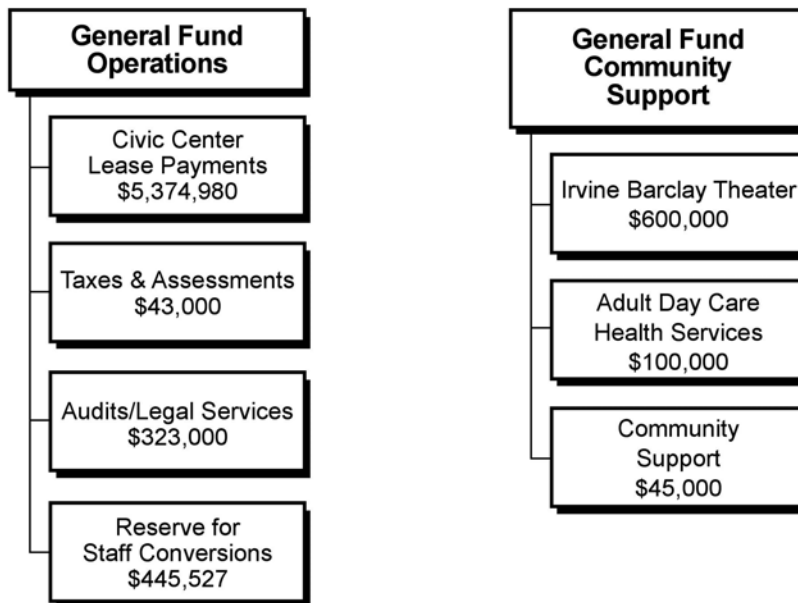 General Fund
Operations
Civic Center
Lease Payments
$5,374,980
Taxes & Assessments
$43,000
Audits/Legal Services
$323,000
Reserve for
Staff Conversions
$445,527
General Fund
Community
Support
Irvine Barclay Theater
$600,000
Adult Day Care
Health Services
$100,000
Community
Support
$45,000